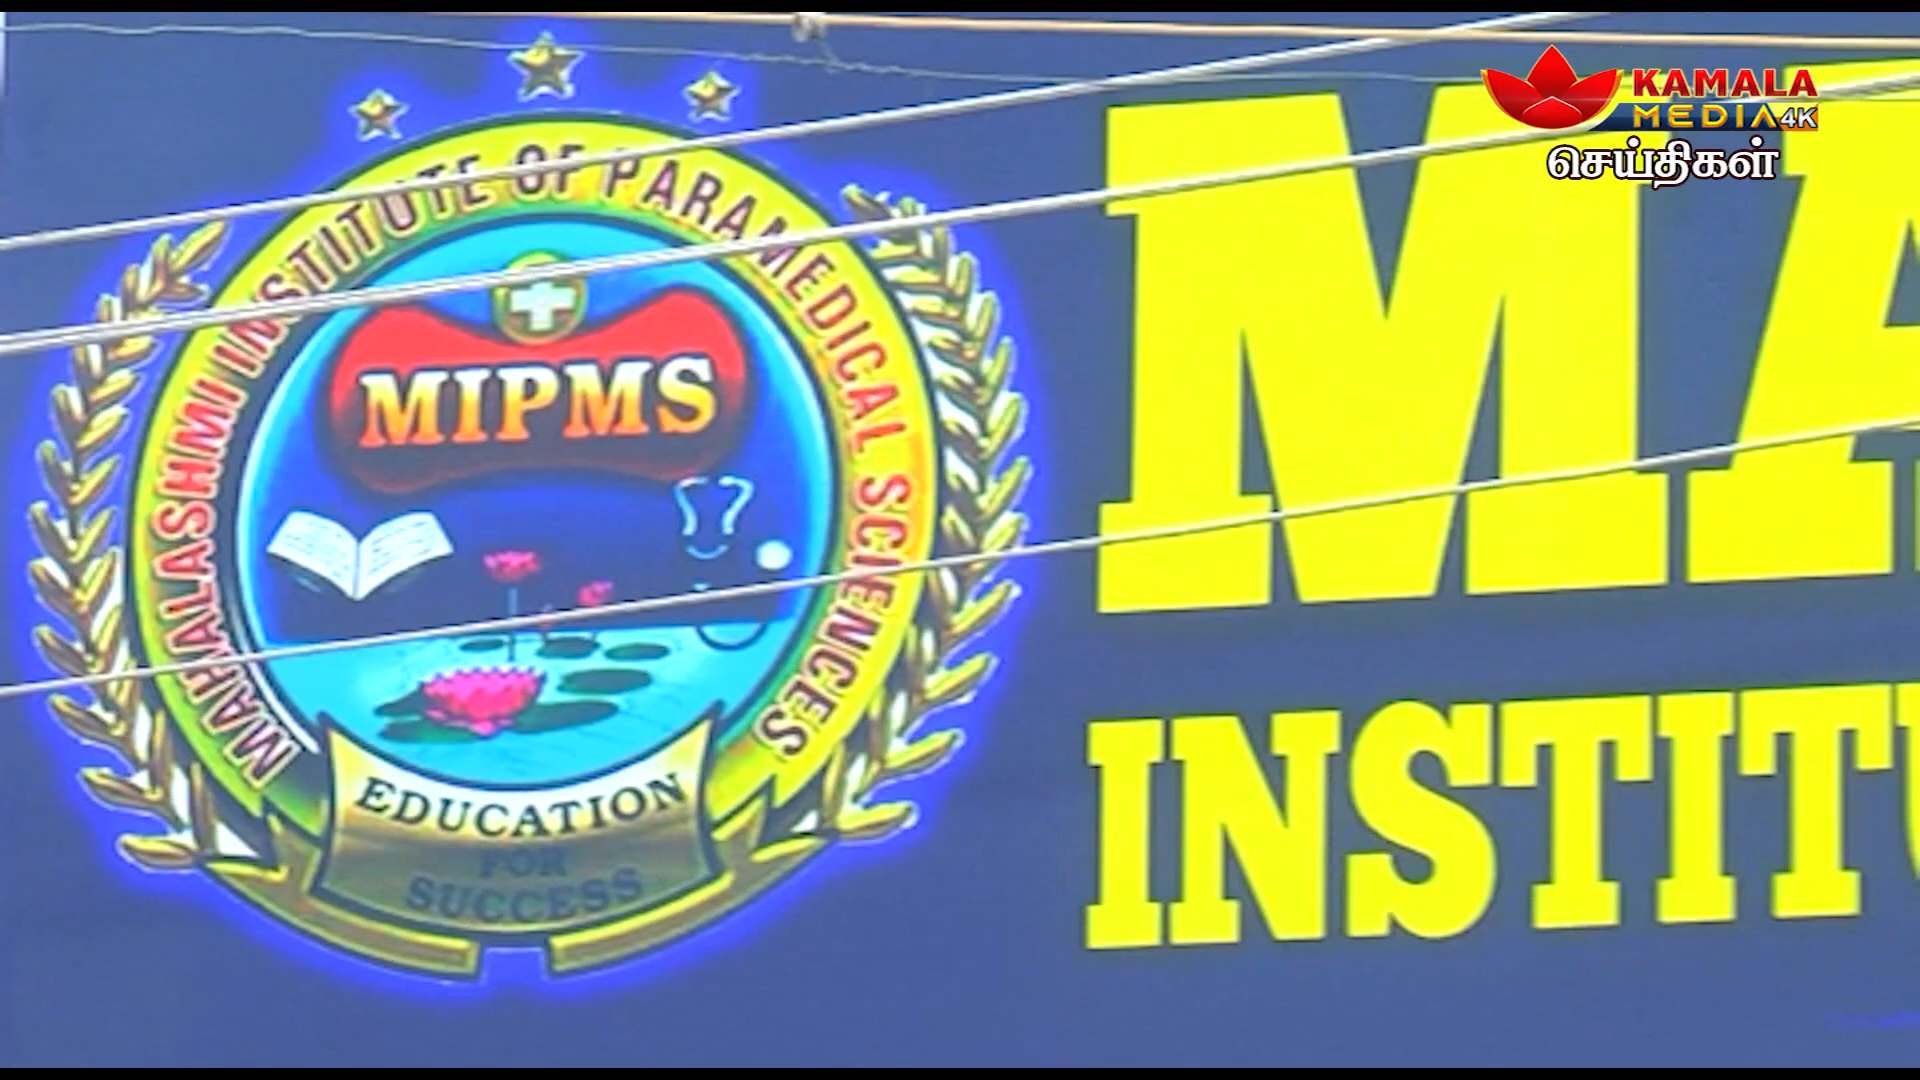 KAMALA
MEDIA 4K
செய்திகள்
MAHALASHMI INSTITUTE OF PARAMEDICAL SCIENCES
MIPMS
EDUCATION
FOR
SUCCESS
MA
INSTITU